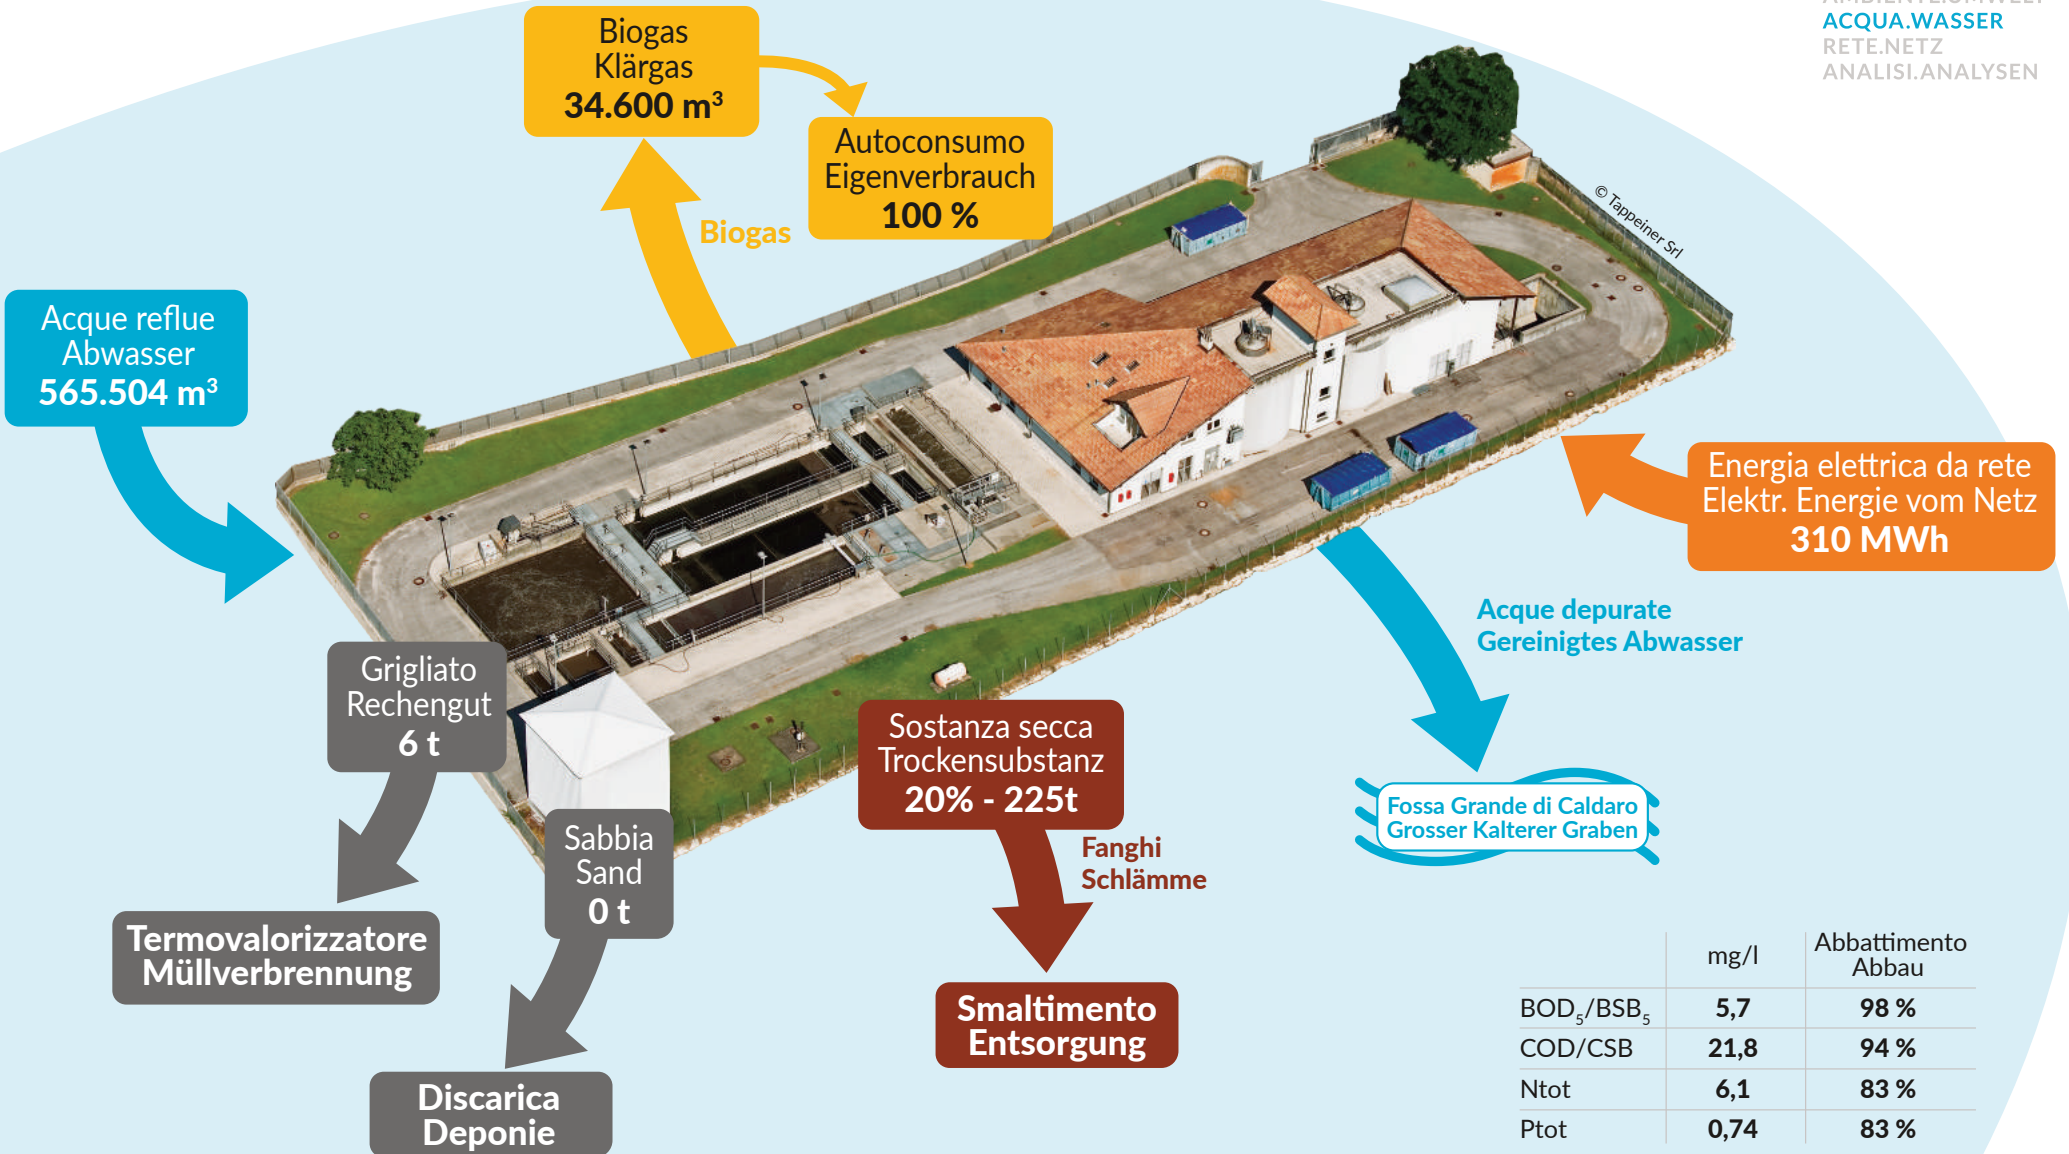 AMBIENTE.UMWELT
ACQUA.WASSER
RETE.NETZ
ANALISI.ANALYSEN
Biogas
Klärgas
34.600 m³
Autoconsumo
Eigenverbrauch
100 %
Biogas
© Tappeiner Srl
Acque reflue
Abwasser
565.504 m³
Energia elettrica da rete
Elektr. Energie vom Netz
310 MWh
Acque depurate
Gereinigtes Abwasser
Fossa Grande di Caldaro
Grosser Kalterer Graben
Grigliato
Rechengut
6 t
Termovalorizzatore
Müllverbrennung
Sabbia
Sand
0 t
Discarica
Deponie
Sostanza secca
Trockensubstanz
20% - 225t
Fanghi
Schlämme
Smaltimento
Entsorgung
mg/l Abbattimento
Abbau
BOD₅/BSB₅ 5,7 98 %
COD/CSB 21,8 94 %
Ntot 6,1 83 %
Ptot 0,74 83 %